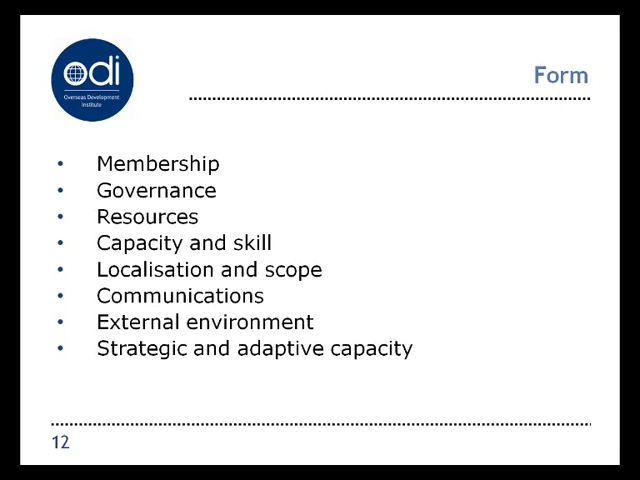 odi
Overseas Development
Institute
Form
• Membership
• Governance
• Resources
• Capacity and skill
• Localisation and scope
• Communications
• External environment
• Strategic and adaptive capacity
12